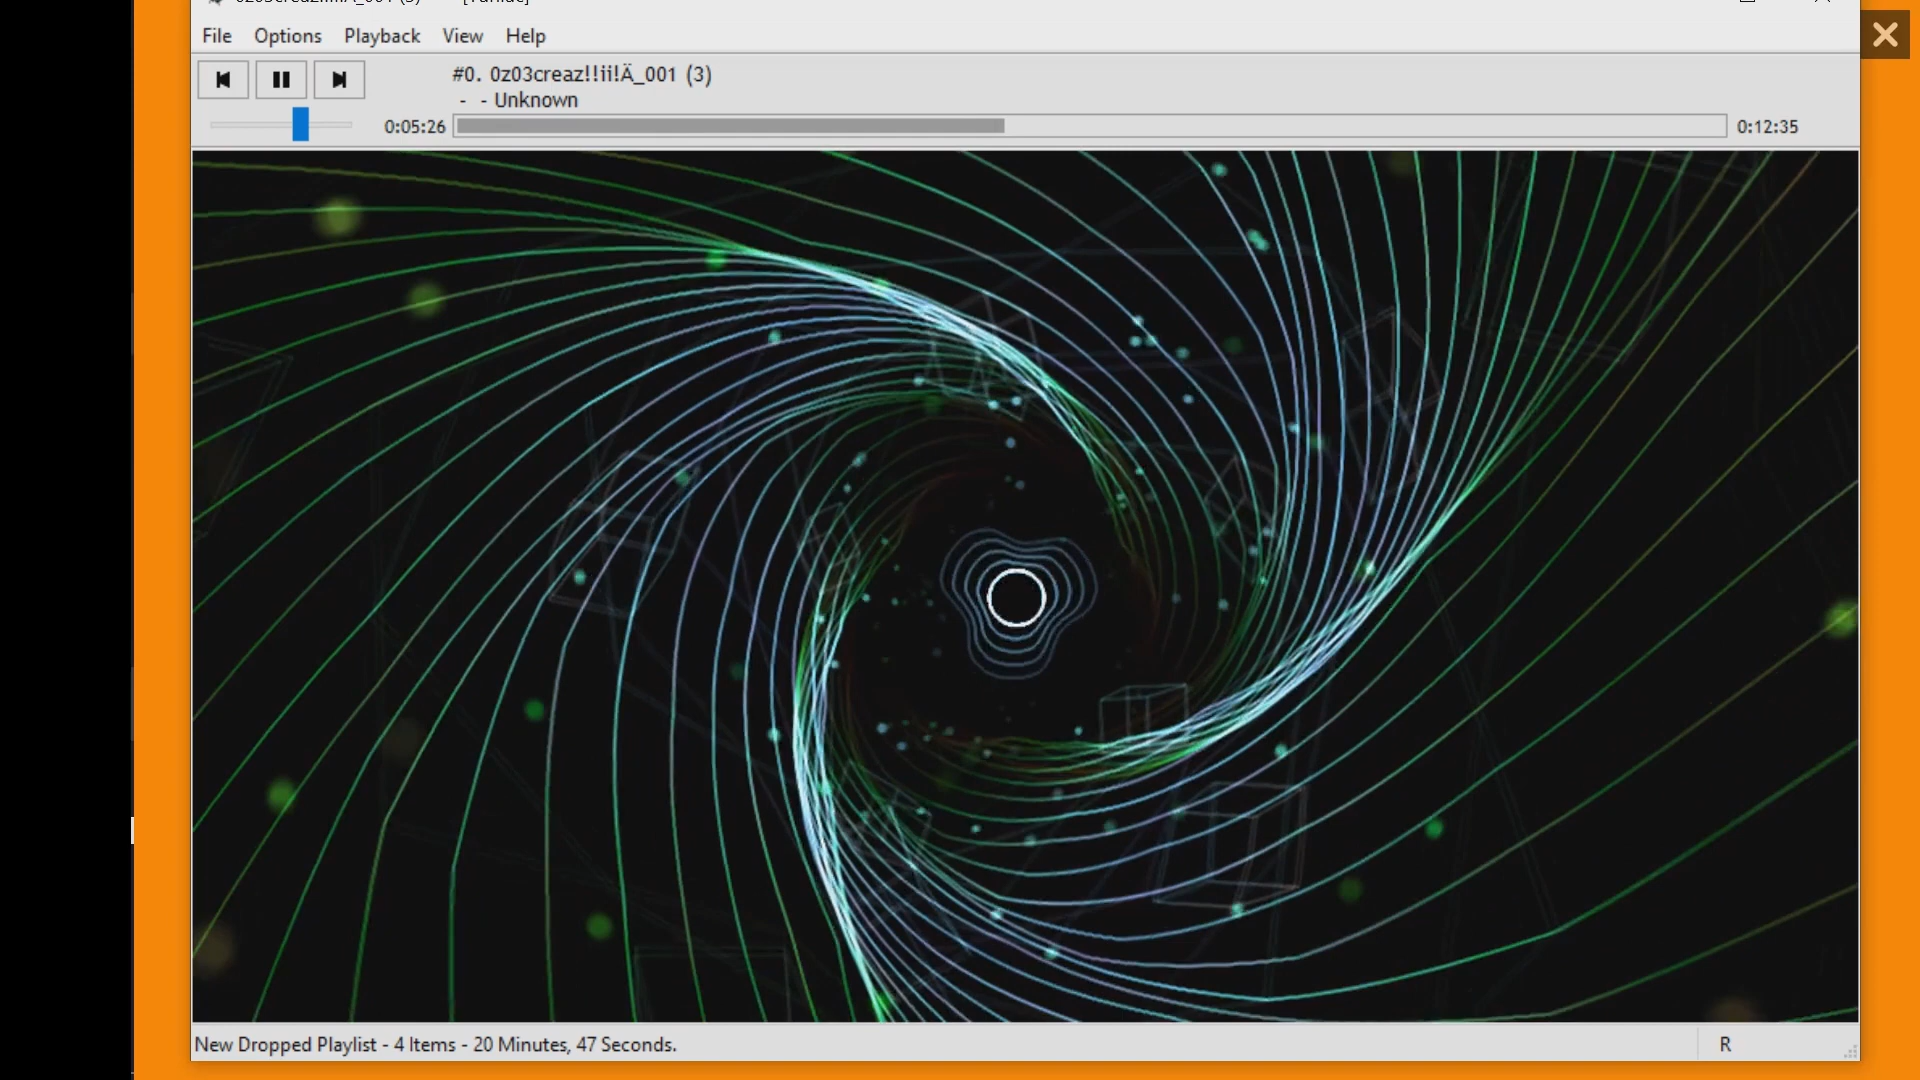 File Options Playback View Help
#0. 0z03creaz!!ii!Ä_001 (3)
- - Unknown
0:05:26
0:12:35
New Dropped Playlist - 4 Items - 20 Minutes, 47 Seconds.
R